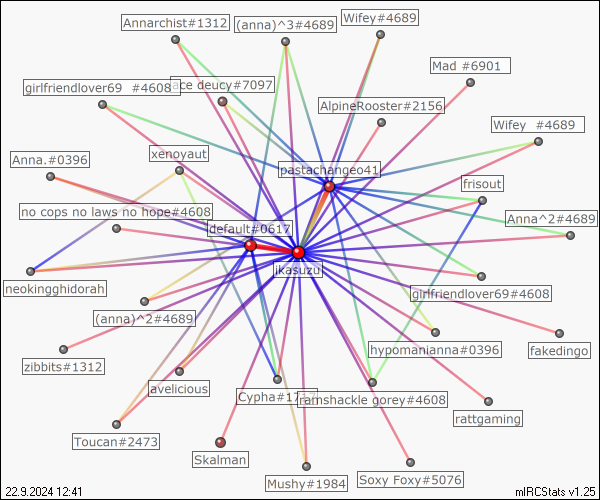 Annarchist#1312
(anna)^3#4689
Wifey#4689
Mad #6901
girlfriendlover69 #4608
ace deucy#7097
AlpineRooster#2156
Wifey #4689
Anna.#0396
xenoyaut
pastachangeo41
frisout
no cops no laws no hope#4608
default#0617
Anna^2#4689
ikasuzu
neokingghidorah
girlfriendlover69#4608
(anna)^2#4689
hypomanianna#0396
fakedingo
zibbits#1312
avelicious
Cypha#1
ramshackle gorey#4608
rattgaming
Toucan#2473
Skalman
Mushy#1984
Soxy Foxy#5076
22.9.2024 12:41
mIRCStats v1.25